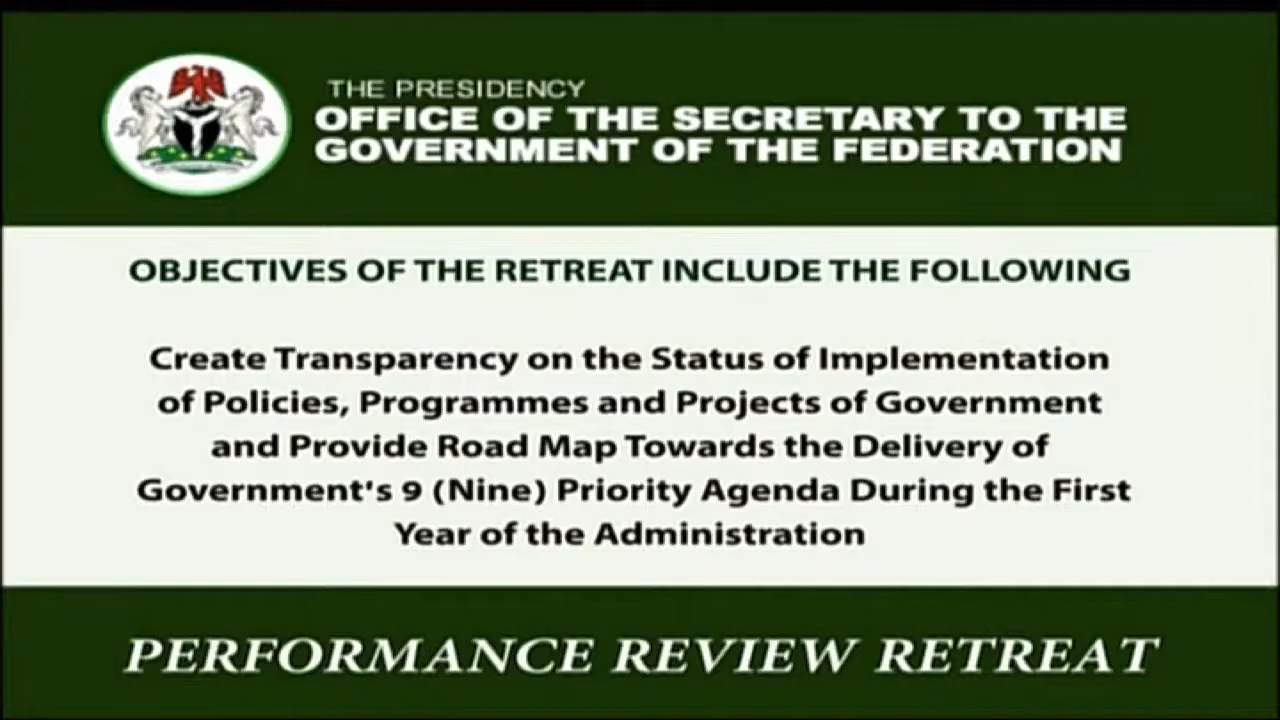 THE PRESIDENCY
OFFICE OF THE SECRETARY TO THE
GOVERNMENT OF THE FEDERATION
OBJECTIVES OF THE RETREAT INCLUDE THE FOLLOWING
Create Transparency on the Status of Implementation
of Policies, Programmes and Projects of Government
and Provide Road Map Towards the Delivery of
Government's 9 (Nine) Priority Agenda During the First
Year of the Administration
PERFORMANCE REVIEW RETREAT